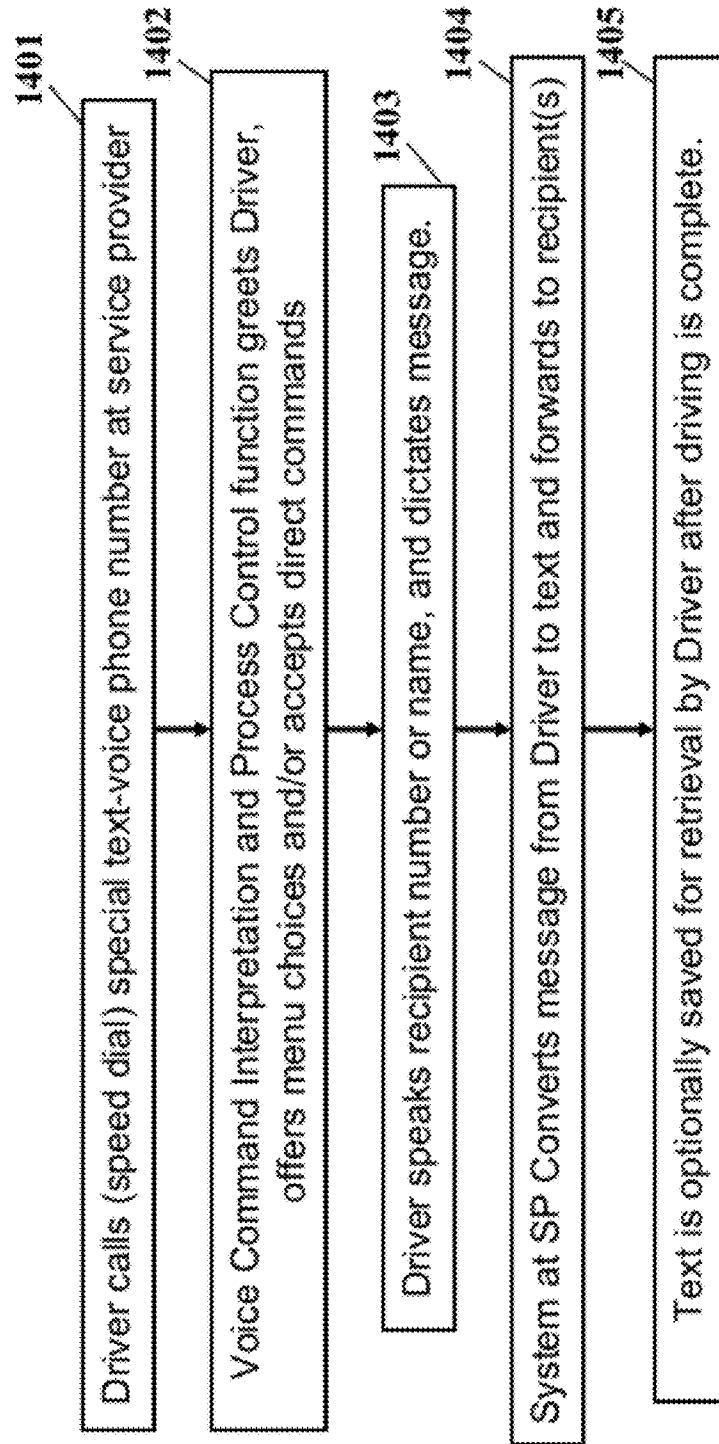 1401
Driver calls (speed dial) special text-voice phone number at service provider
1402
Voice Command Interpretation and Process Control function greets Driver,
offers menu choices and/or accepts direct commands
1403
Driver speaks recipient number or name, and dictates message.
1404
System at SP Converts message from Driver to text and forwards to recipient(s)
1405
Text is optionally saved for retrieval by Driver after driving is complete.